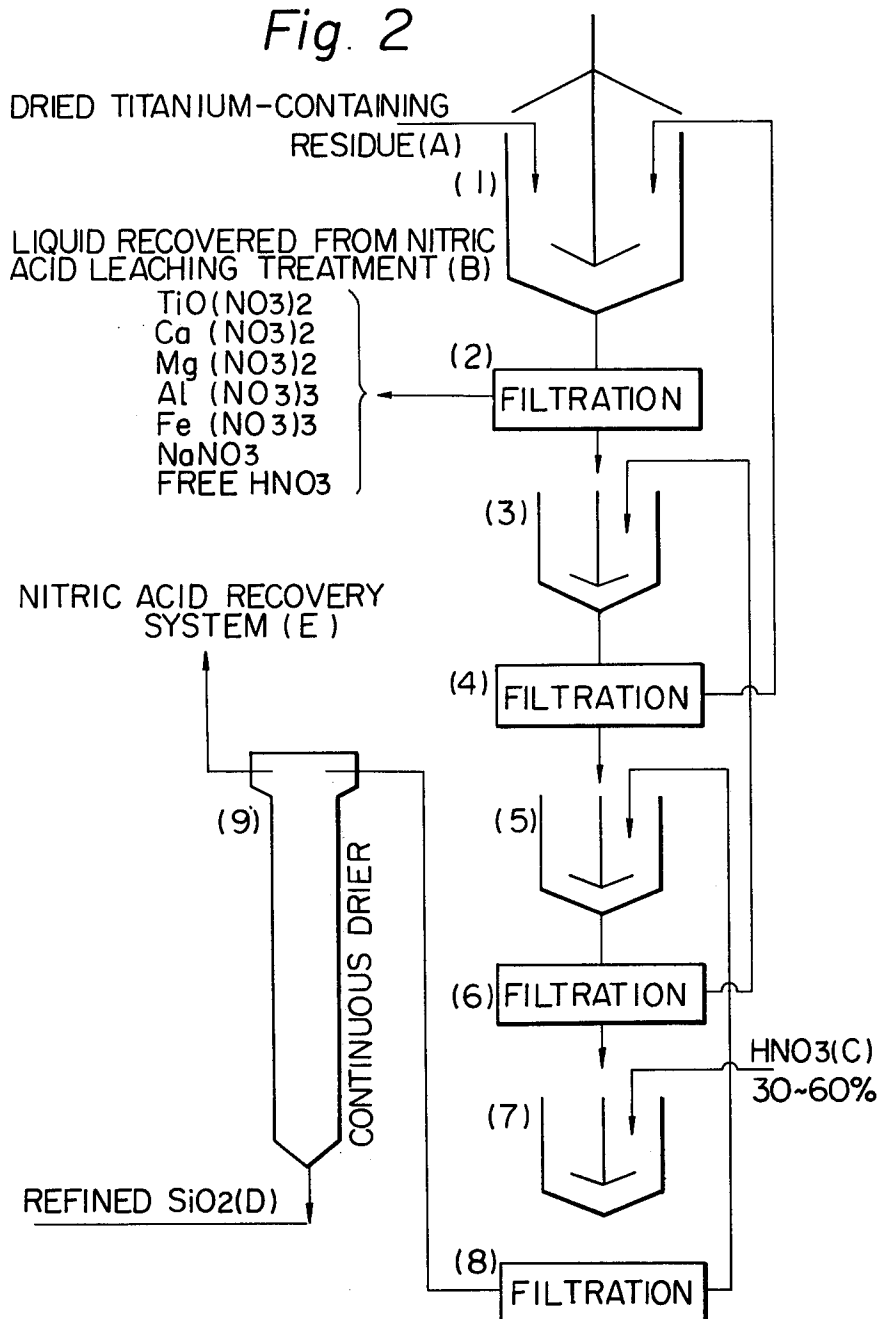 Fig. 2
DRIED TITANIUM-CONTAINING
RESIDUE(A)
(1)
LIQUID RECOVERED FROM NITRIC
ACID LEACHING TREATMENT (B)
TiO(NO3)2
Ca (NO3)2
Mg (NO3)2
Al (NO3)3
Fe (NO3)3
NaNO3
FREE HNO3
(2)
FILTRATION
(3)
NITRIC ACID RECOVERY
SYSTEM (E)
(4)
FILTRATION
(5)
(9)
CONTINUOUS DRIER
(6)
FILTRATION
HNO3(C)
30~60%
(7)
REFINED SiO2(D)
(8)
FILTRATION